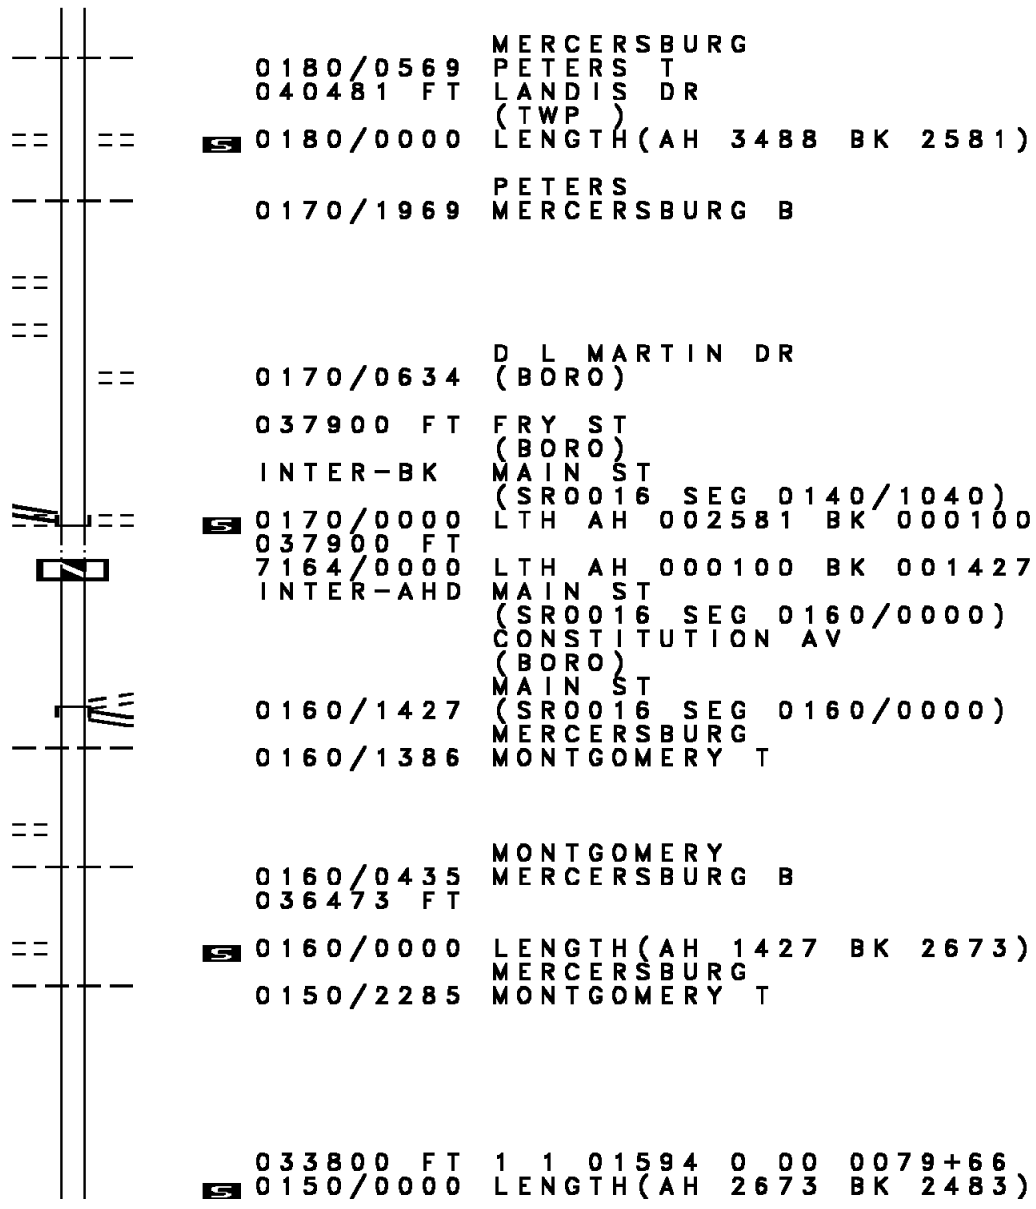 MERCERSBURG
0180/0569 PETERS T
040481 FT LANDIS DR
(TWP )
S 0180/0000 LENGTH(AH 3488 BK 2581)
PETERS
0170/1969 MERCERSBURG B
D L MARTIN DR
0170/0634 (BORO)
037900 FT FRY ST
(BORO)
INTER-BK MAIN ST
(SR0016 SEG 0140/1040)
S 0170/0000 LTH AH 002581 BK 000100
037900 FT
7164/0000 LTH AH 000100 BK 001427
INTER-AHD MAIN ST
(SR0016 SEG 0160/0000)
CONSTITUTION AV
(BORO)
MAIN ST
0160/1427 (SR0016 SEG 0160/0000)
MERCERSBURG
0160/1386 MONTGOMERY T
MONTGOMERY
0160/0435 MERCERSBURG B
036473 FT
S 0160/0000 LENGTH(AH 1427 BK 2673)
MERCERSBURG
0150/2285 MONTGOMERY T
033800 FT 1 1 01594 0 00 0079+66
S 0150/0000 LENGTH(AH 2673 BK 2483)